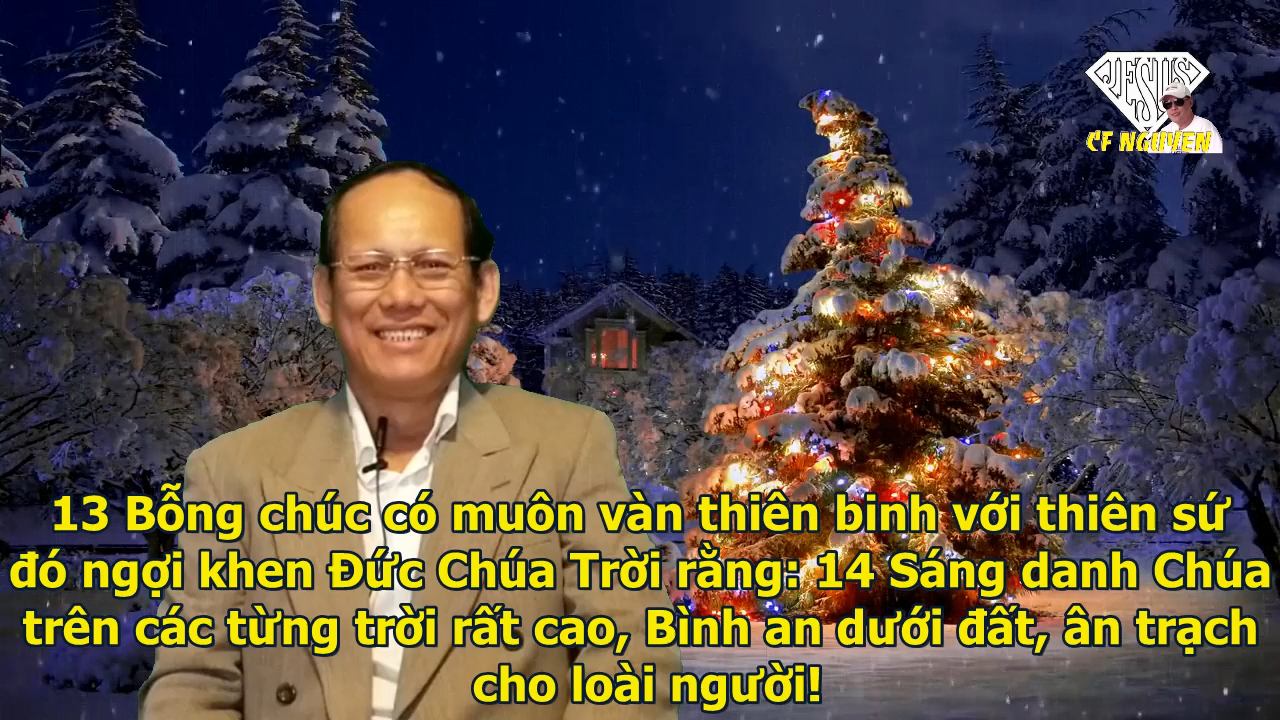 JESUS
CF NGUYEN
13 Bỗng chúc có muôn vàn thiên binh với thiên sứ
đó ngợi khen Đức Chúa Trời rằng: 14 Sáng danh Chúa
trên các từng trời rất cao, Bình an dưới đất, ân trạch
cho loài người!